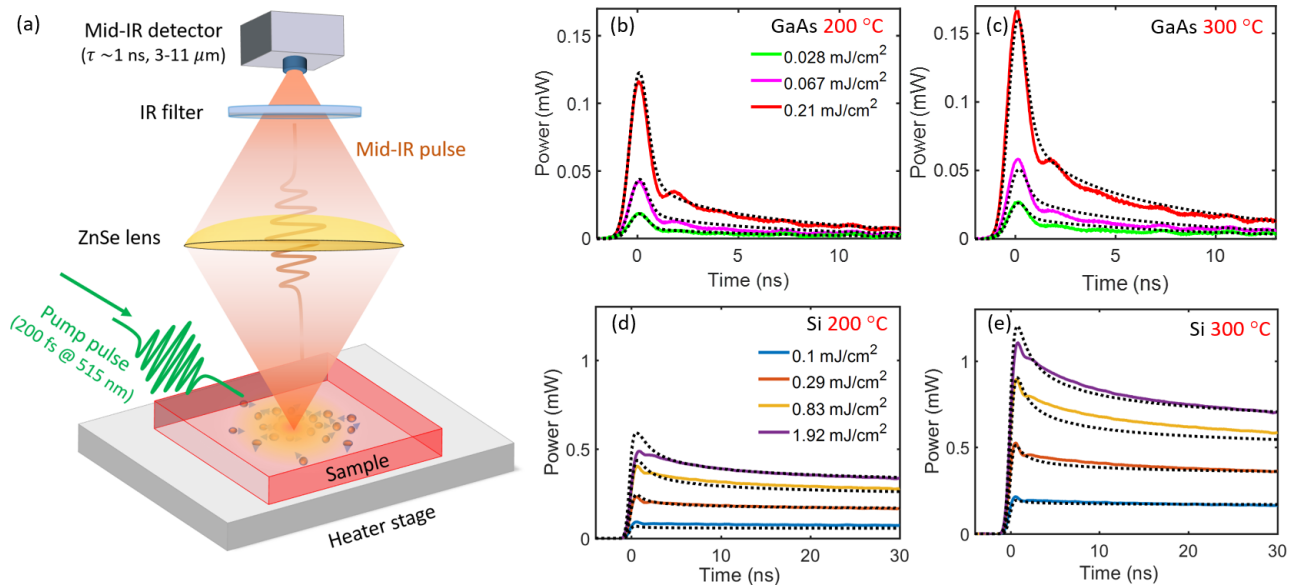 (a)
Mid-IR detector
(τ ~1 ns, 3-11 μm)
IR filter
Mid-IR pulse
ZnSe lens
Pump pulse
(200 fs @ 515 nm)
Sample
Heater stage
(b)
GaAs 200 °C
0.028 mJ/cm²
0.067 mJ/cm²
0.21 mJ/cm²
0.15
0.1
0.05
0
Power (mW)
0
5
10
Time (ns)
(c)
GaAs 300 °C
0.15
0.1
0.05
0
Power (mW)
0
5
10
Time (ns)
(d)
Si 200 °C
0.1 mJ/cm²
0.29 mJ/cm²
0.83 mJ/cm²
1.92 mJ/cm²
1
0.5
0
Power (mW)
0
10
20
30
Time (ns)
(e)
Si 300 °C
1
0.5
0
Power (mW)
0
10
20
30
Time (ns)